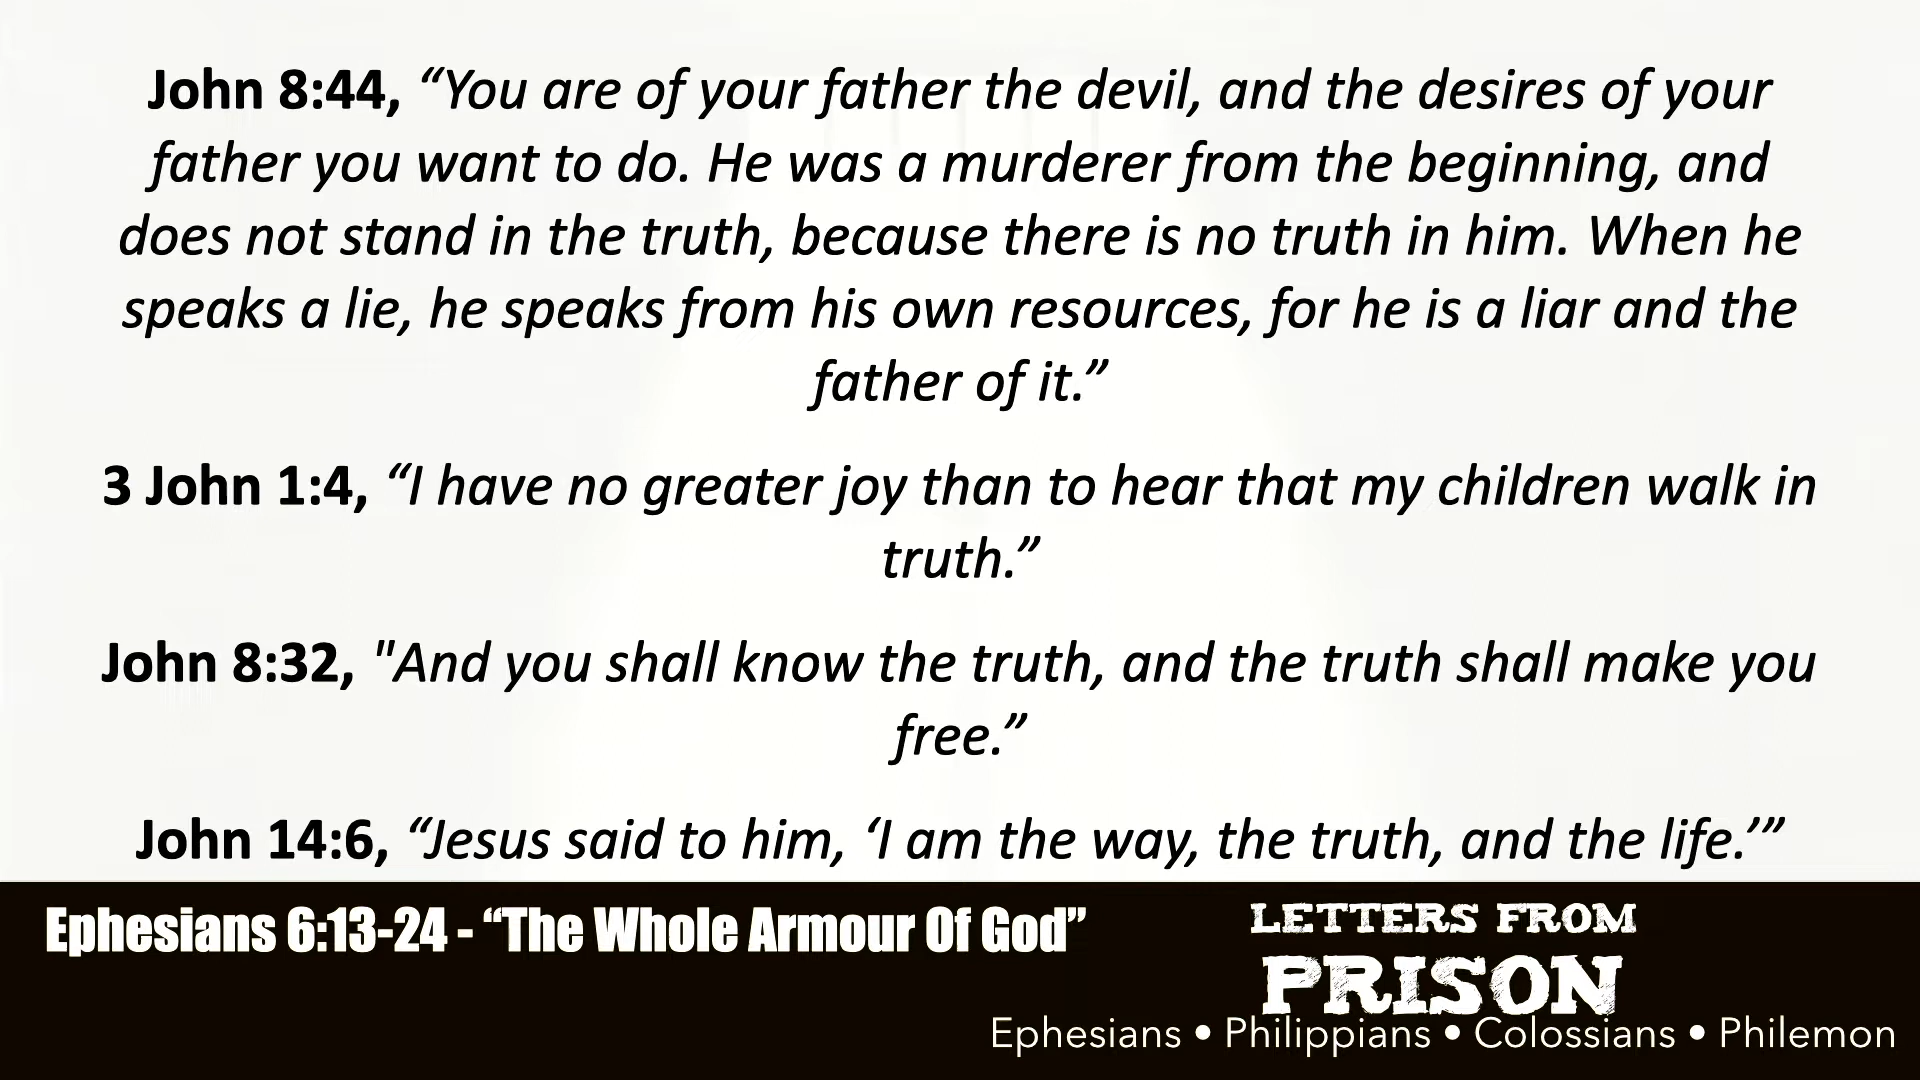 John 8:44, “You are of your father the devil, and the desires of your
father you want to do. He was a murderer from the beginning, and
does not stand in the truth, because there is no truth in him. When he
speaks a lie, he speaks from his own resources, for he is a liar and the
father of it.”
3 John 1:4, “I have no greater joy than to hear that my children walk in
truth.”
John 8:32, "And you shall know the truth, and the truth shall make you
free.”
John 14:6, “Jesus said to him, ‘I am the way, the truth, and the life.’”
Ephesians 6:13-24 - “The Whole Armour Of God”
LETTERS FROM
PRISON
Ephesians • Philippians • Colossians • Philemon